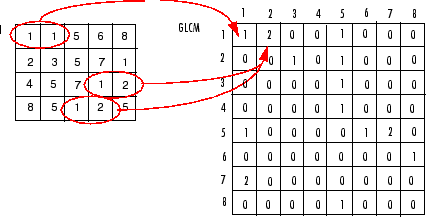 1 1 5 6 8
2 3 5 7 1
4 5 7 1 2
8 5 1 2 5
GLCM
1 2 3 4 5 6 7 8
1 1 2 0 0 1 0 0 0
2 0 0 1 0 1 0 0 0
3 0 0 0 0 1 0 0 0
4 0 0 0 0 1 0 0 0
5 1 0 0 0 0 1 2 0
6 0 0 0 0 0 0 0 1
7 2 0 0 0 0 0 0 0
8 0 0 0 0 1 0 0 0